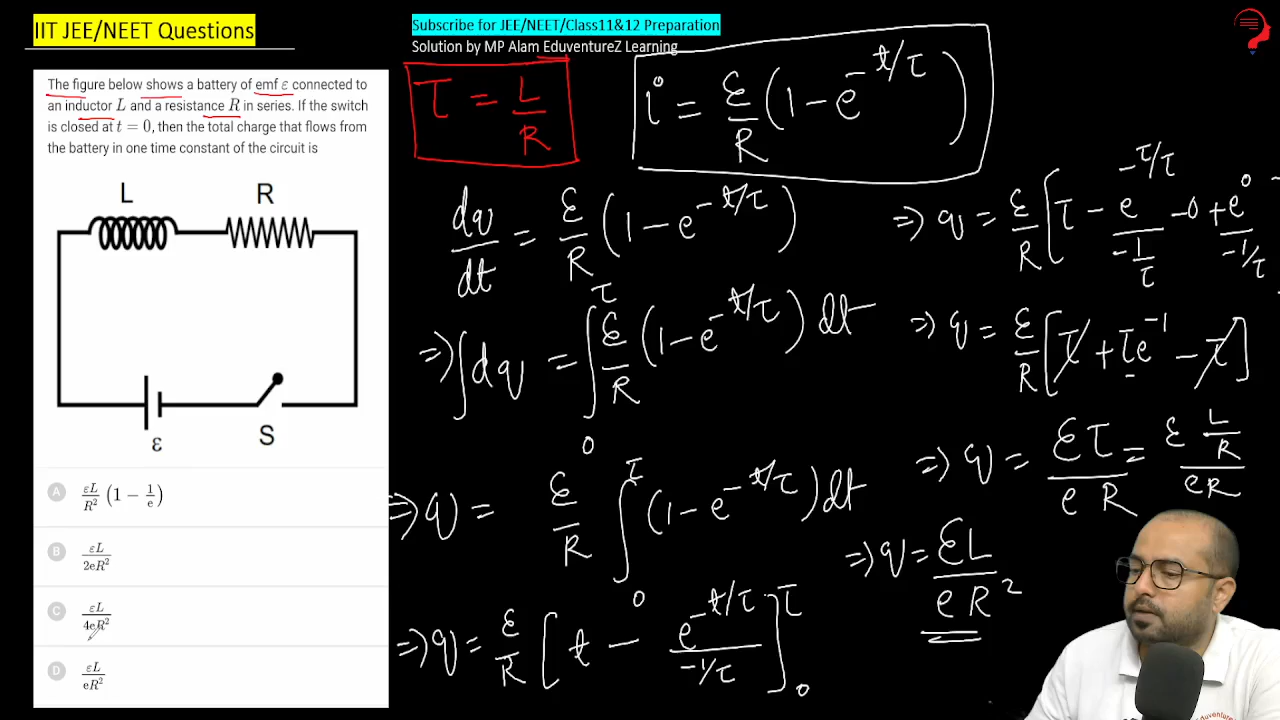 IIT JEE/NEET Questions
Subscribe for JEE/NEET/Class11&12 Preparation
Solution by MP Alam EduventureZ Learning
The figure below shows a battery of emf ε connected to
an inductor L and a resistance R in series. If the switch
is closed at t = 0, then the total charge that flows from
the battery in one time constant of the circuit is
L R
ε S
A εL/R² (1 − 1/e)
B εL/2eR²
C εL/4eR²
D εL/eR²
τ = L/R
i = ε/R (1 − e^(−t/τ))
dq/dt = ε/R (1 − e^(−t/τ))
⇒ ∫dq = ∫₀^τ ε/R (1 − e^(−t/τ)) dt
⇒ q = ε/R ∫₀^τ (1 − e^(−t/τ)) dt
⇒ q = ε/R [t − e^(−t/τ)/(−1/τ)]₀^τ
⇒ q = ε/R [τ − e^(−τ/τ)/(−1/τ) − 0 + e⁰/(−1/τ)
⇒ q = ε/R [τ + τe⁻¹ − τ]
⇒ q = ετ/eR = ε L/R/eR
⇒ q = εL/eR²